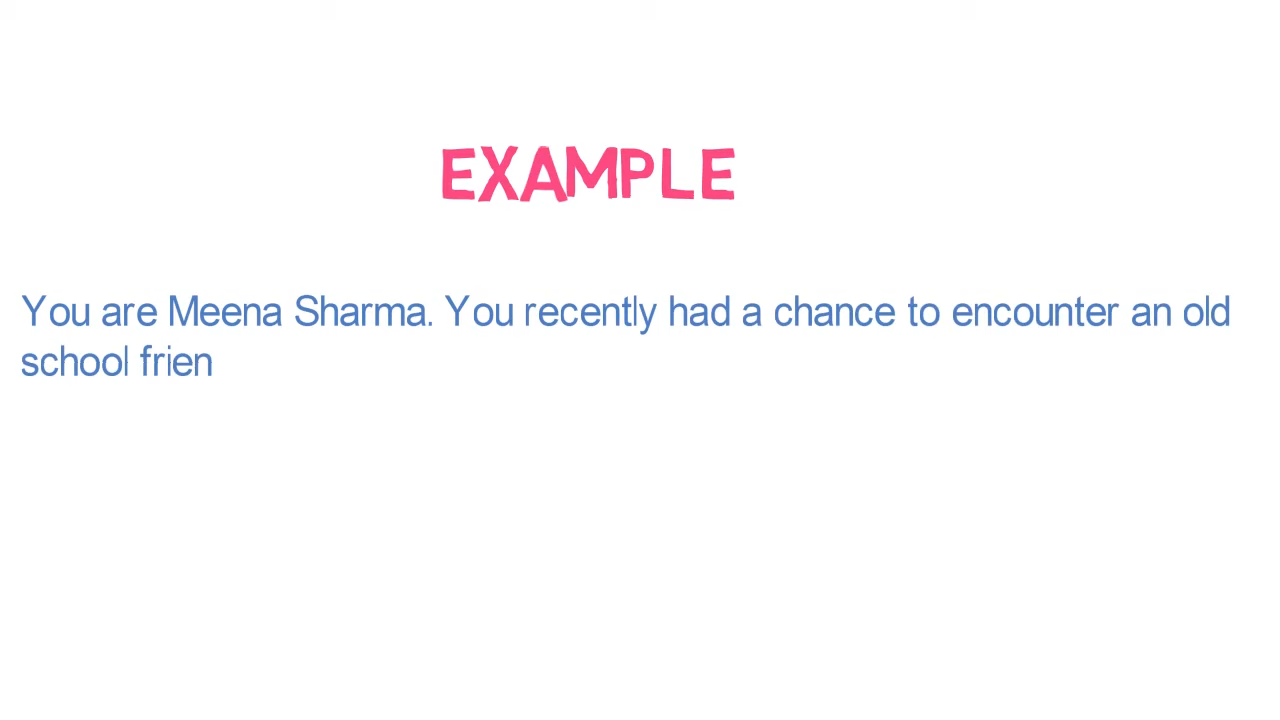 EXAMPLE
You are Meena Sharma. You recently had a chance to encounter an old
school frien